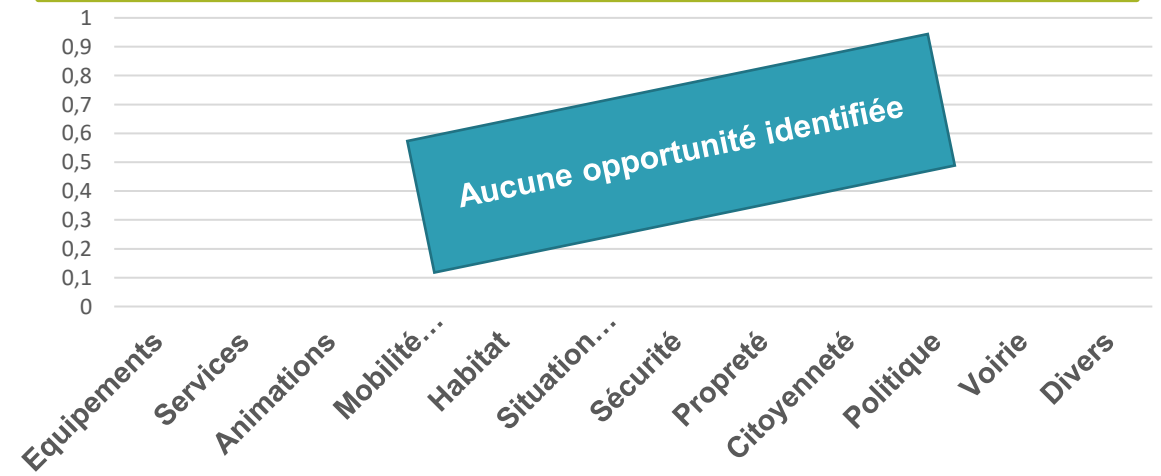 1
0,9
0,8
0,7
0,6
0,5
0,4
0,3
0,2
0,1
0
Aucune opportunité identifiée
Equipements
Services
Animations
Mobilité…
Habitat
Situation…
Sécurité
Propreté
Citoyenneté
Politique
Voirie
Divers